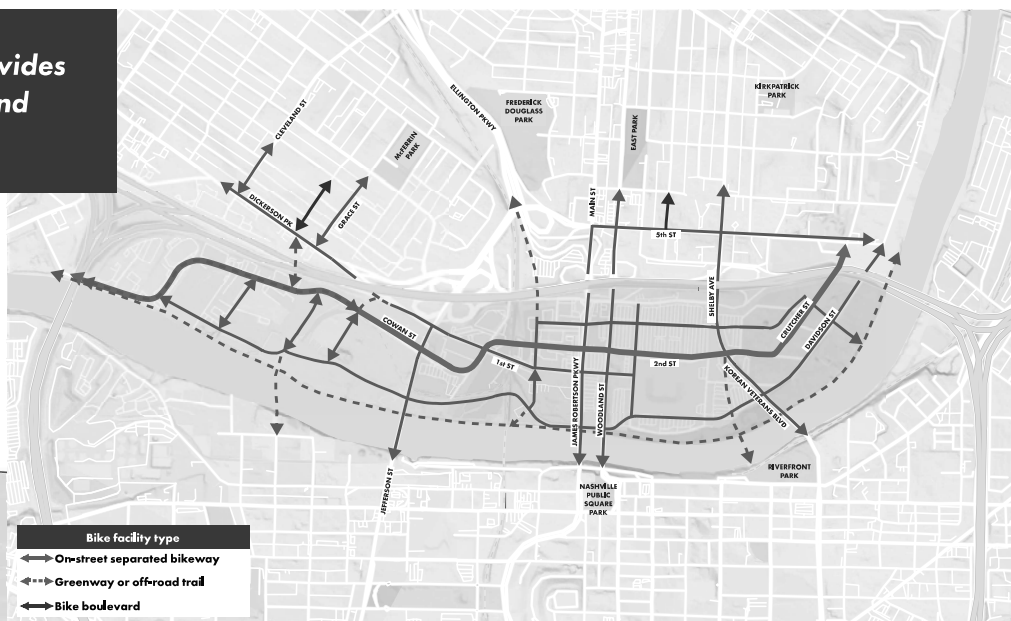 vides
nd
CLEVELAND ST
DICKERSON PK
GRACE ST
McFERRIN
PARK
ELLINGTON PKWY
FREDERICK
DOUGLASS
PARK
EAST PARK
KIRKPATRICK
PARK
MAIN ST
5th ST
SHELBY AVE
COWAN ST
1st ST
2nd ST
CRUTCHER ST
DAVIDSON ST
KOREAN VETERANS BLVD
JAMES ROBERTSON PKWY
WOODLAND ST
JEFFERSON ST
NASHVILLE
PUBLIC
SQUARE
PARK
RIVERFRONT
PARK
Bike facility type
On-street separated bikeway
Greenway or off-road trail
Bike boulevard